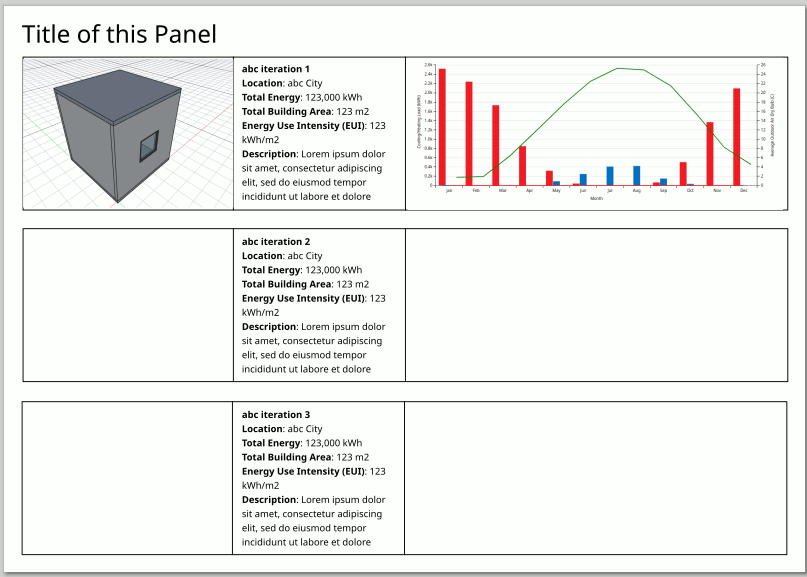 Title of this Panel
abc iteration 1
Location: abc City
Total Energy: 123,000 kWh
Total Building Area: 123 m2
Energy Use Intensity (EUI): 123
kWh/m2
Description: Lorem ipsum dolor
sit amet, consectetur adipiscing
elit, sed do eiusmod tempor
incididunt ut labore et dolore
Cooling/Heating Load (kWh)
2.6k
2.4k
2.2k
2.0k
1.8k
1.6k
1.4k
1.2k
1.0k
0.8k
0.6k
0.4k
0.2k
0
26
24
22
20
18
16
14
12
10
8
6
4
2
0
Average Outdoor Air Dry Bulb (C)
Jan Feb Mar Apr May Jun Jul Aug Sep Oct Nov Dec
Month
abc iteration 2
Location: abc City
Total Energy: 123,000 kWh
Total Building Area: 123 m2
Energy Use Intensity (EUI): 123
kWh/m2
Description: Lorem ipsum dolor
sit amet, consectetur adipiscing
elit, sed do eiusmod tempor
incididunt ut labore et dolore
abc iteration 3
Location: abc City
Total Energy: 123,000 kWh
Total Building Area: 123 m2
Energy Use Intensity (EUI): 123
kWh/m2
Description: Lorem ipsum dolor
sit amet, consectetur adipiscing
elit, sed do eiusmod tempor
incididunt ut labore et dolore